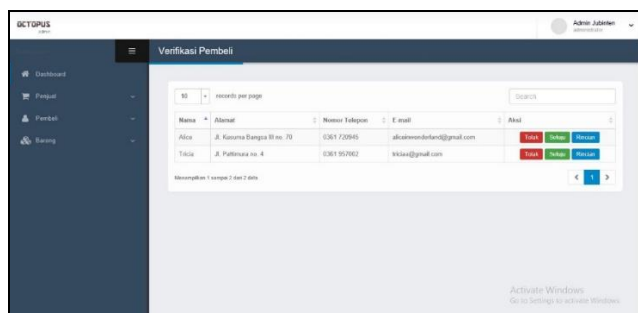 OCTOPUS
Admin Jubinten
administrator
Verifikasi Pembeli
Dashboard
Penjual
Pembeli
Barang
10 records per page
Search
Nama Alamat Nomor Telepon E-mail Aksi
Alice Jl. Kusuma Bangsa III no. 70 0361 720945 aliceinwonderland@gmail.com Tolak Setuju Rincian
Tricia Jl. Pattimura no. 4 0361 957002 triciaa@gmail.com Tolak Setuju Rincian
Menampilkan 1 sampai 2 dari 2 data
1
Activate Windows
Go to Settings to activate Windows.